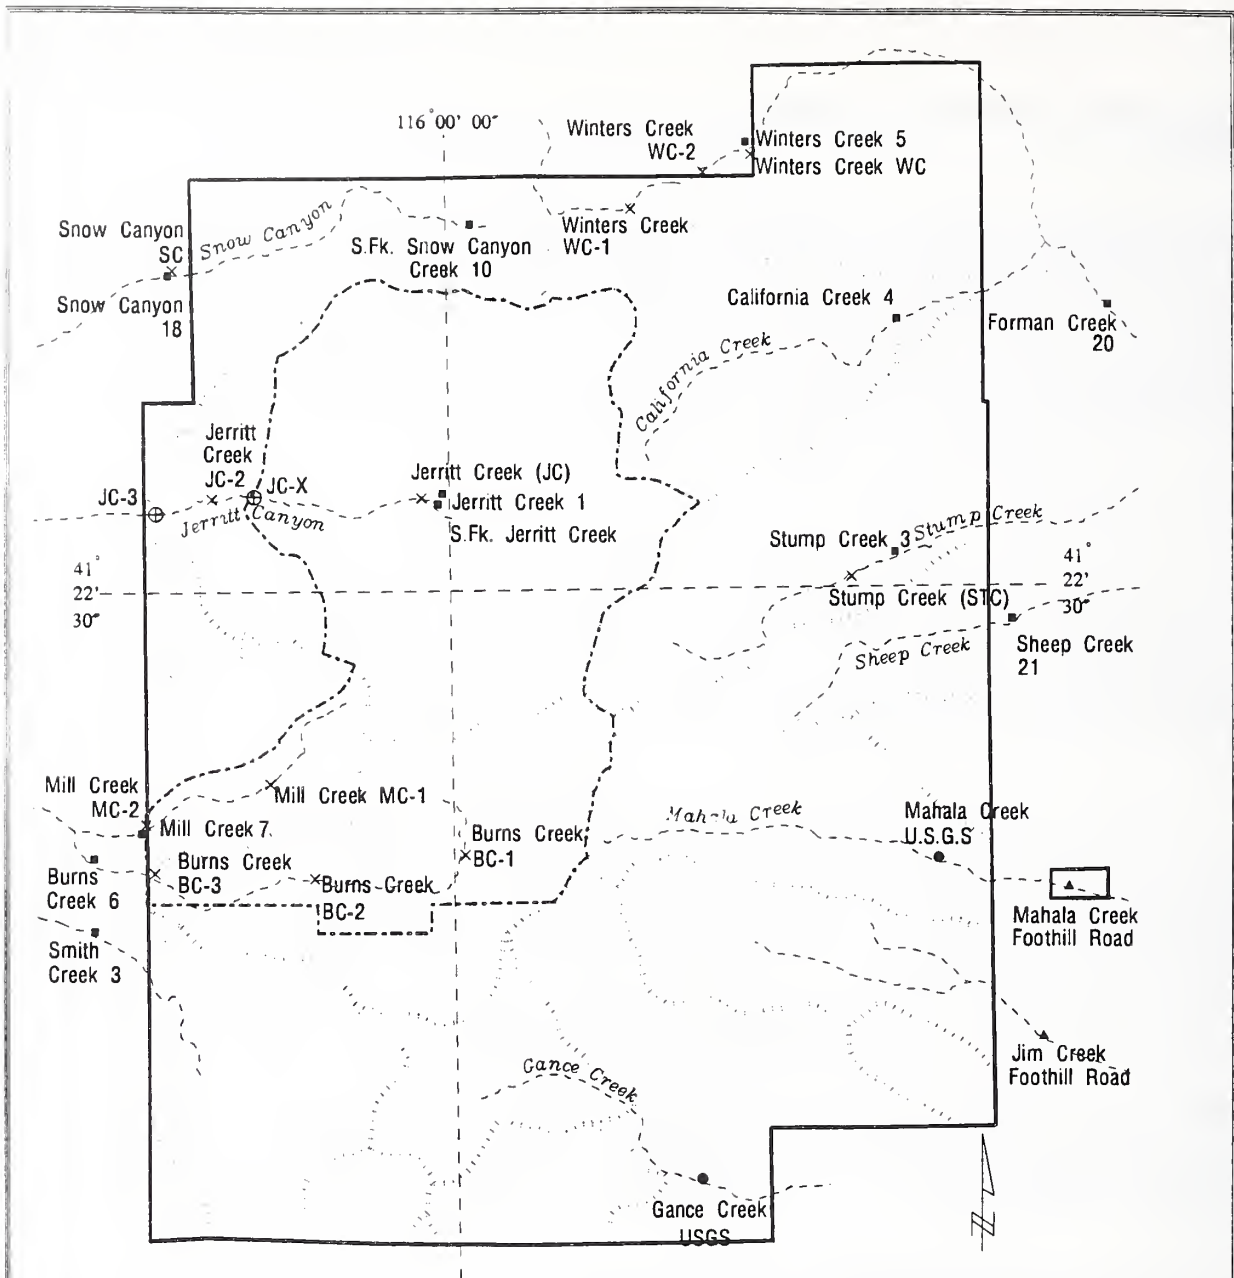 116°00' 00"
Winters Creek
WC-2
Winters Creek 5
Winters Creek WC
Snow Canyon
SC
Snow Canyon
S.Fk. Snow Canyon
Creek 10
Winters Creek
WC-1
Snow Canyon
18
California Creek 4
Forman Creek
20
California Creek
Jerritt
Creek
JC-2
JC-X
JC-3
Jerritt Canyon
Jerritt Creek (JC)
Jerritt Creek 1
S.Fk. Jerritt Creek
Stump Creek 3
Stump Creek
41°
22'
30"
41°
22'
30"
Stump Creek (STC)
Sheep Creek
Sheep Creek
21
Mill Creek
MC-2
Mill Creek MC-1
Mill Creek 7
Mahala Creek
Mahala Creek
U.S.G.S
Burns Creek
BC-1
Burns Creek
BC-3
Burns Creek
BC-2
Burns
Creek 6
Smith
Creek 3
Mahala Creek
Foothill Road
Jim Creek
Foothill Road
Gance Creek
Gance Creek
USGS
N